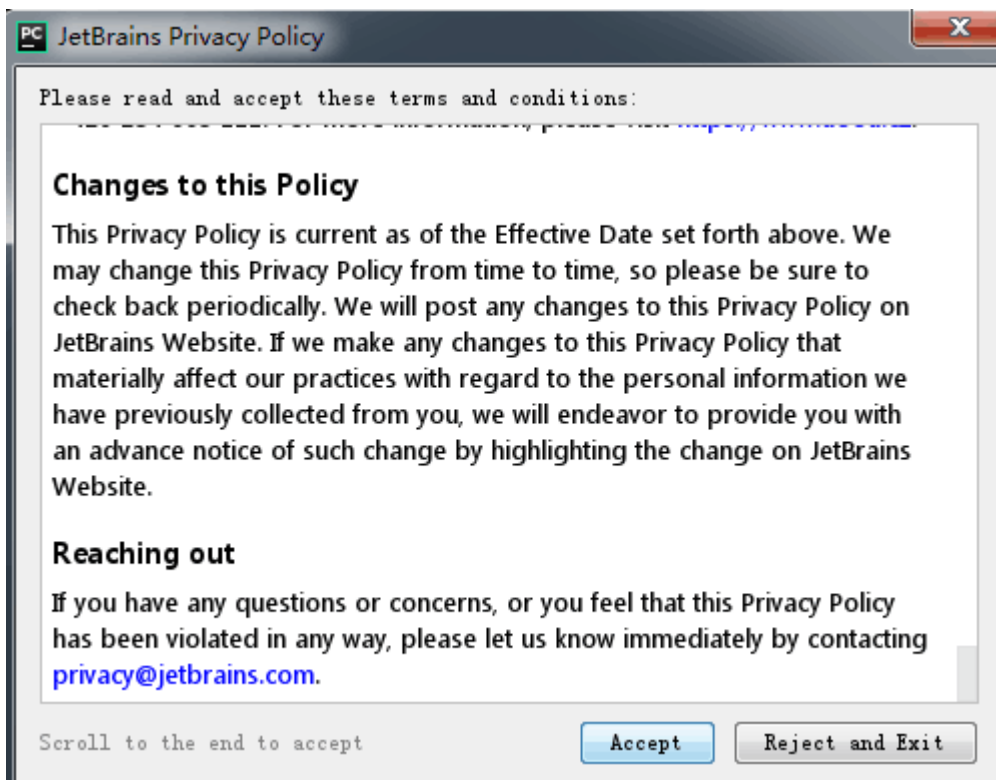 PC JetBrains Privacy Policy
Please read and accept these terms and conditions:
Changes to this Policy
This Privacy Policy is current as of the Effective Date set forth above. We
may change this Privacy Policy from time to time, so please be sure to
check back periodically. We will post any changes to this Privacy Policy on
JetBrains Website. If we make any changes to this Privacy Policy that
materially affect our practices with regard to the personal information we
have previously collected from you, we will endeavor to provide you with
an advance notice of such change by highlighting the change on JetBrains
Website.
Reaching out
If you have any questions or concerns, or you feel that this Privacy Policy
has been violated in any way, please let us know immediately by contacting
privacy@jetbrains.com.
Scroll to the end to accept
Accept
Reject and Exit